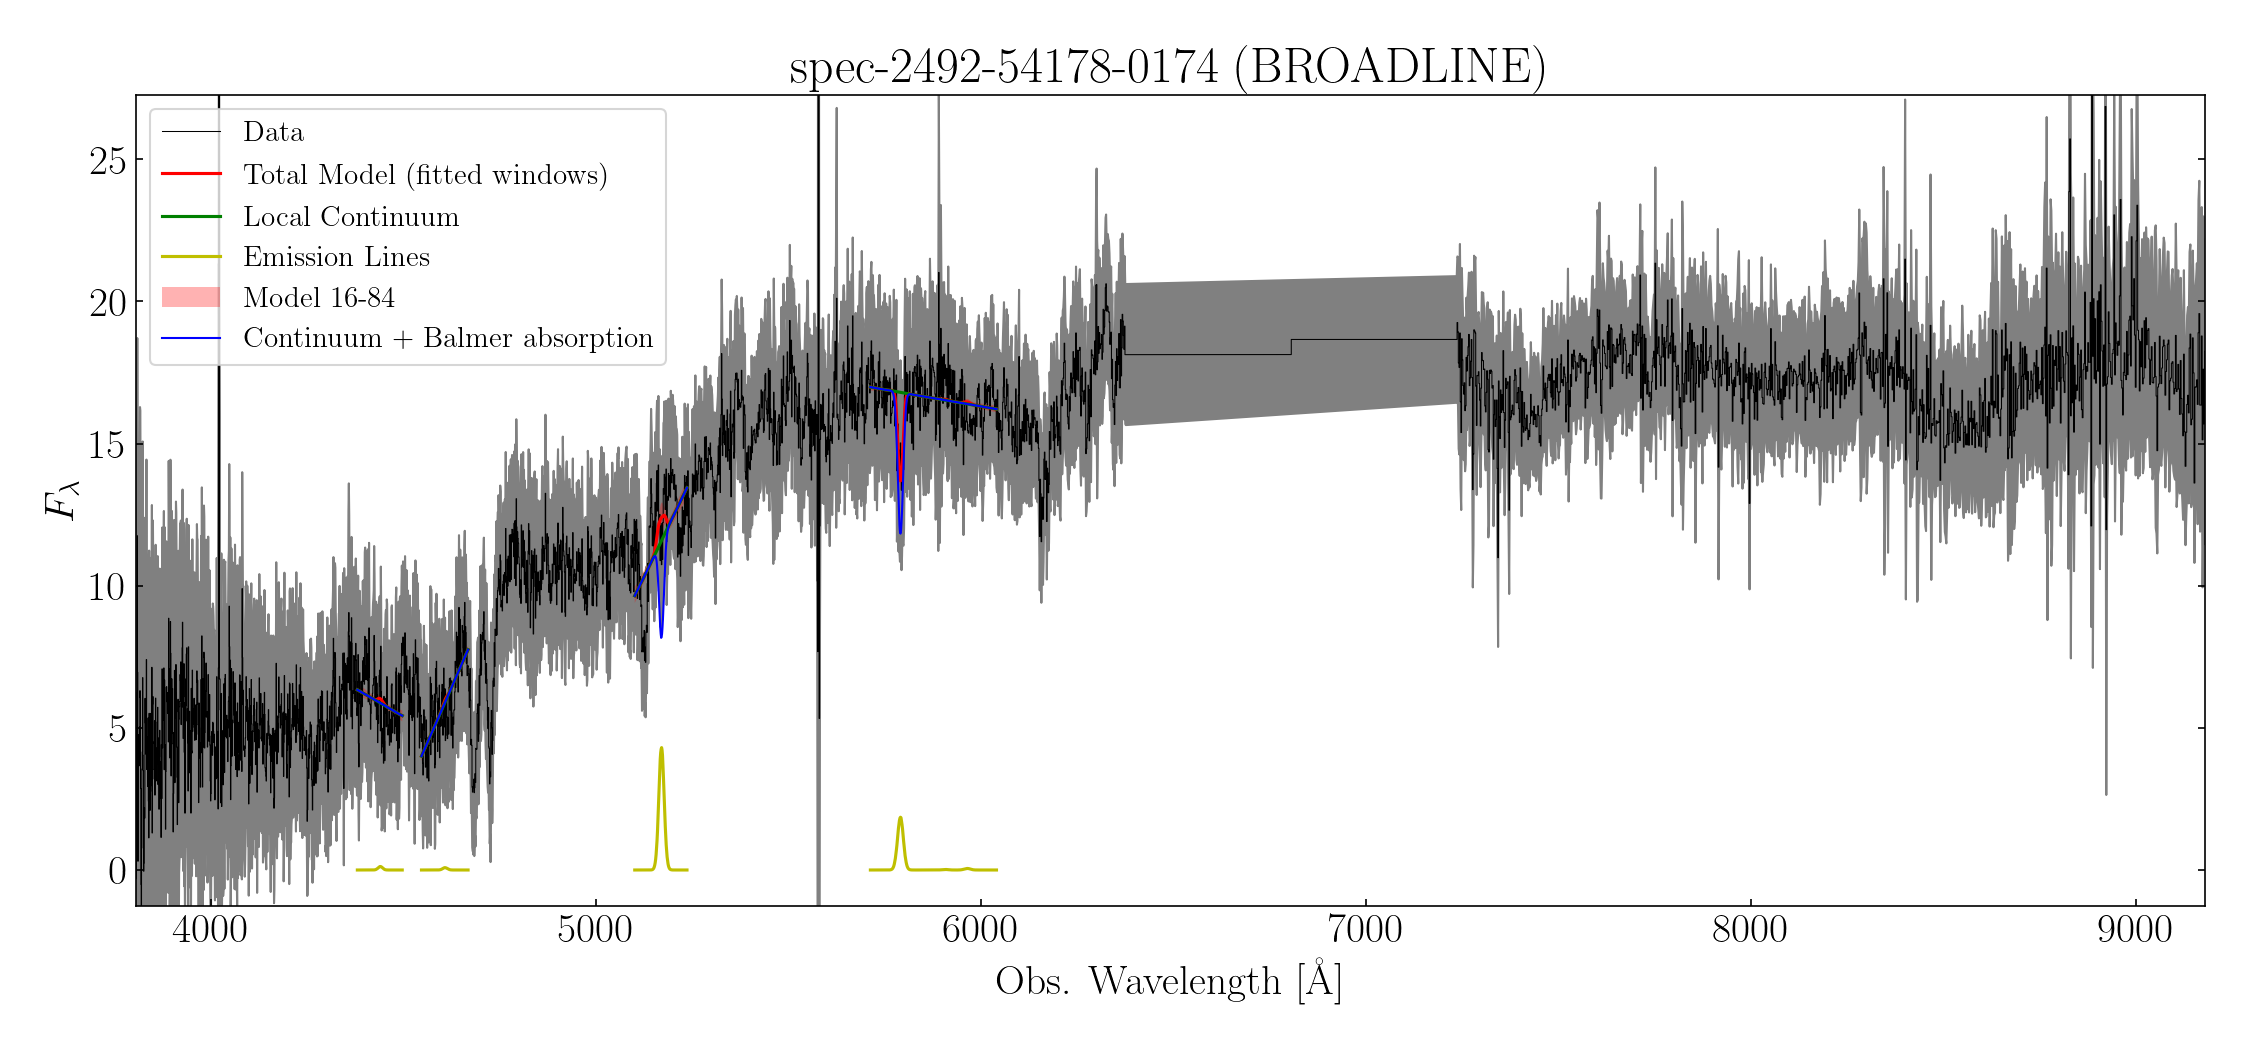 spec-2492-54178-0174 (BROADLINE)
Data
Total Model (fitted windows)
Local Continuum
Emission Lines
Model 16-84
Continuum + Balmer absorption
25
20
15
10
5
0
Fλ
4000 5000 6000 7000 8000 9000
Obs. Wavelength [Å]